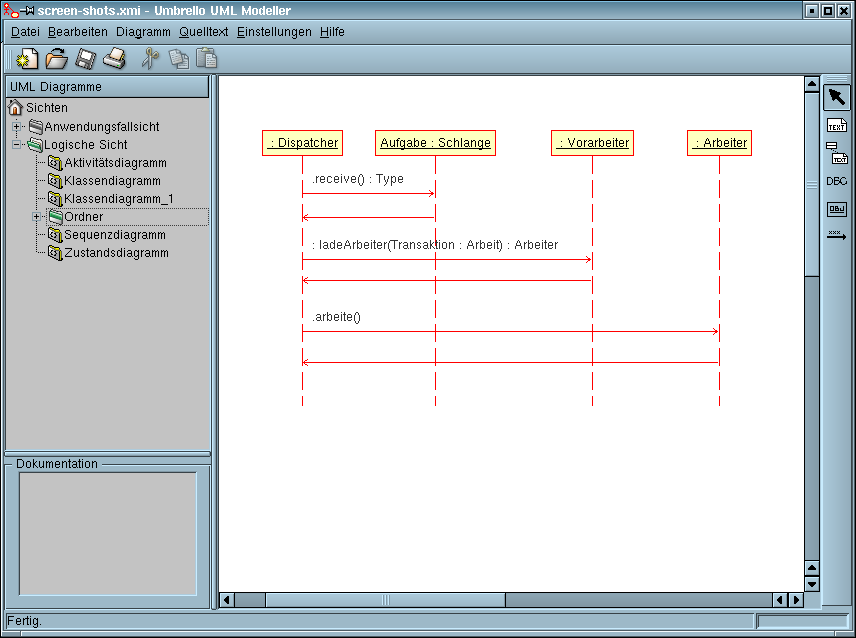 screen-shots.xmi - Umbrello UML Modeller
Datei Bearbeiten Diagramm Quelltext Einstellungen Hilfe
UML Diagramme
Sichten
Anwendungsfallsicht
Logische Sicht
Aktivitätsdiagramm
Klassendiagramm
Klassendiagramm_1
Ordner
Sequenzdiagramm
Zustandsdiagramm
Dokumentation
: Dispatcher
Aufgabe : Schlange
: Vorarbeiter
: Arbeiter
.receive() : Type
: ladeArbeiter(Transaktion : Arbeit) : Arbeiter
.arbeite()
TEXT
TEXT
OBJ
xxx
Fertig.